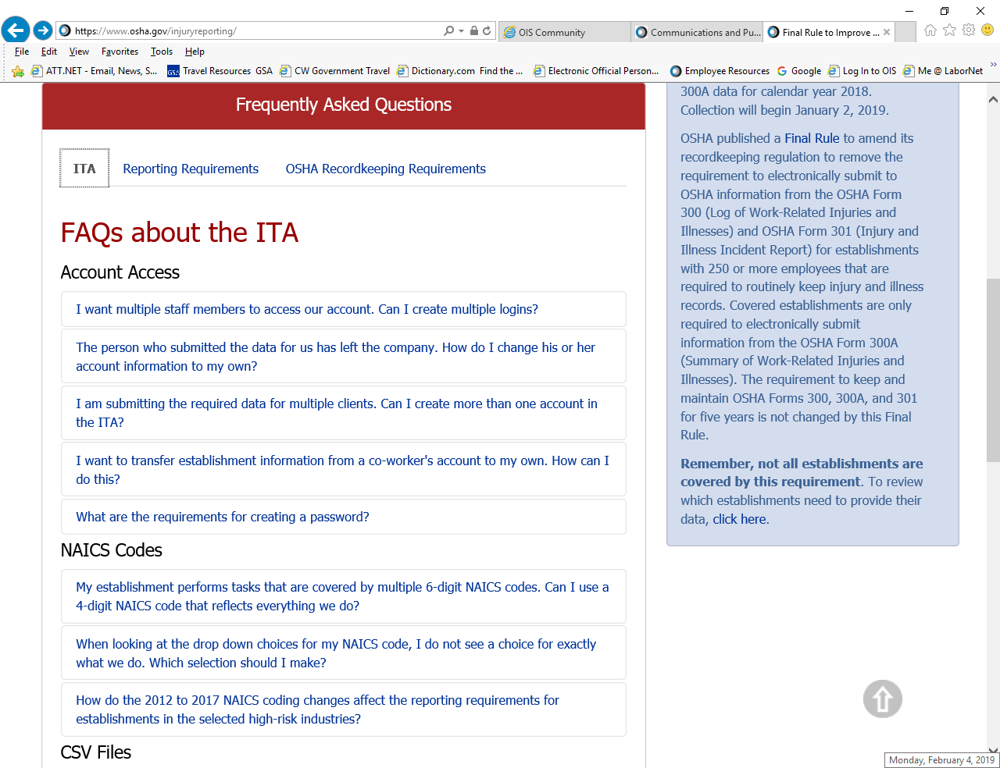 https://www.osha.gov/injuryreporting/
OIS Community
Communications and Pu...
Final Rule to Improve ...
File Edit View Favorites Tools Help
ATT.NET - Email, News, S...
Travel Resources GSA
CW Government Travel
Dictionary.com Find the ...
Electronic Official Person...
Employee Resources
Google
Log In to OIS
Me @ LaborNet
Frequently Asked Questions
ITA
Reporting Requirements
OSHA Recordkeeping Requirements
FAQs about the ITA
Account Access
I want multiple staff members to access our account. Can I create multiple logins?
The person who submitted the data for us has left the company. How do I change his or her
account information to my own?
I am submitting the required data for multiple clients. Can I create more than one account in
the ITA?
I want to transfer establishment information from a co-worker's account to my own. How can I
do this?
What are the requirements for creating a password?
NAICS Codes
My establishment performs tasks that are covered by multiple 6-digit NAICS codes. Can I use a
4-digit NAICS code that reflects everything we do?
When looking at the drop down choices for my NAICS code, I do not see a choice for exactly
what we do. Which selection should I make?
How do the 2012 to 2017 NAICS coding changes affect the reporting requirements for
establishments in the selected high-risk industries?
CSV Files
300A data for calendar year 2018.
Collection will begin January 2, 2019.
OSHA published a Final Rule to amend its
recordkeeping regulation to remove the
requirement to electronically submit to
OSHA information from the OSHA Form
300 (Log of Work-Related Injuries and
Illnesses) and OSHA Form 301 (Injury and
Illness Incident Report) for establishments
with 250 or more employees that are
required to routinely keep injury and illness
records. Covered establishments are only
required to electronically submit
information from the OSHA Form 300A
(Summary of Work-Related Injuries and
Illnesses). The requirement to keep and
maintain OSHA Forms 300, 300A, and 301
for five years is not changed by this Final
Rule.
Remember, not all establishments are
covered by this requirement. To review
which establishments need to provide their
data, click here.
Monday, February 4, 2019